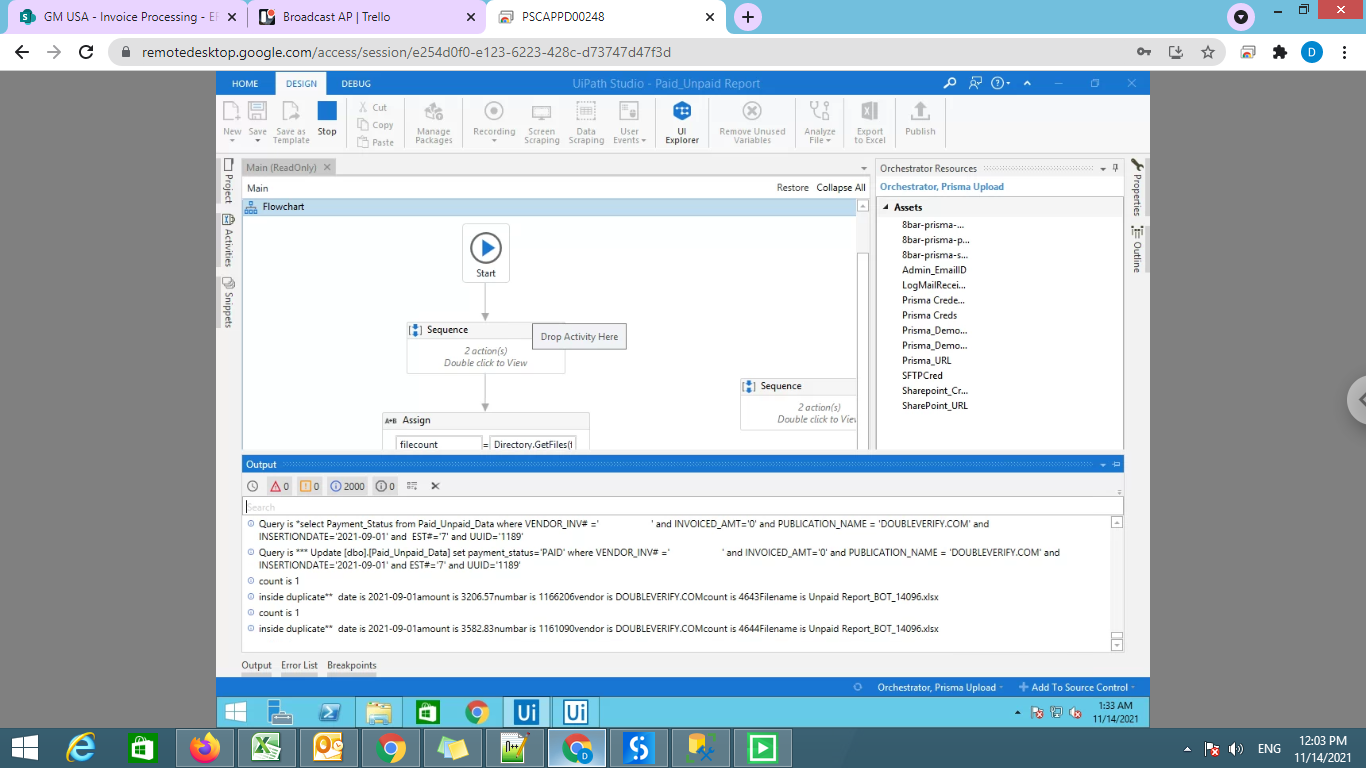 GM USA - Invoice Processing - EF
Broadcast AP | Trello
PSCAPPD00248
remotedesktop.google.com/access/session/e254d0f0-e123-6223-428c-d73747d47f3d
D
HOME
DESIGN
DEBUG
UiPath Studio - Paid_Unpaid Report
New
Save
Save as Template
Stop
Cut
Copy
Paste
Manage Packages
Recording
Screen Scraping
Data Scraping
User Events
UI Explorer
Remove Unused Variables
Analyze File
Export to Excel
Publish
Project
Activities
Snippets
Main (ReadOnly)
Main
Restore
Collapse All
Flowchart
Start
Sequence
2 action(s)
Double click to View
Drop Activity Here
Sequence
2 action(s)
Double click to View
A+B Assign
filecount = Directory.GetFiles(f
Orchestrator Resources
Orchestrator, Prisma Upload
Assets
8bar-prisma-...
8bar-prisma-p...
8bar-prisma-s...
Admin_EmailID
LogMailRecei...
Prisma Crede...
Prisma Creds
Prisma_Demo...
Prisma_Demo...
Prisma_URL
SFTPCred
Sharepoint_Cr...
SharePoint_URL
Properties
Outline
Output
0
0
2000
0
Search
Query is *select Payment_Status from Paid_Unpaid_Data where VENDOR_INV# =' ' and INVOICED_AMT='0' and PUBLICATION_NAME = 'DOUBLEVERIFY.COM' and
INSERTIONDATE='2021-09-01' and EST#='7' and UUID='1189'
Query is *** Update [dbo].[Paid_Unpaid_Data] set payment_status='PAID' where VENDOR_INV# =' ' and INVOICED_AMT='0' and PUBLICATION_NAME = 'DOUBLEVERIFY.COM' and
INSERTIONDATE='2021-09-01' and EST#='7' and UUID='1189'
count is 1
inside duplicate** date is 2021-09-01amount is 3206.57numbar is 1166206vendor is DOUBLEVERIFY.COMcount is 4643Filename is Unpaid Report_BOT_14096.xlsx
count is 1
inside duplicate** date is 2021-09-01amount is 3582.83numbar is 1161090vendor is DOUBLEVERIFY.COMcount is 4644Filename is Unpaid Report_BOT_14096.xlsx
Output
Error List
Breakpoints
Orchestrator, Prisma Upload
Add To Source Control
1:33 AM
11/14/2021
ENG
12:03 PM
11/14/2021